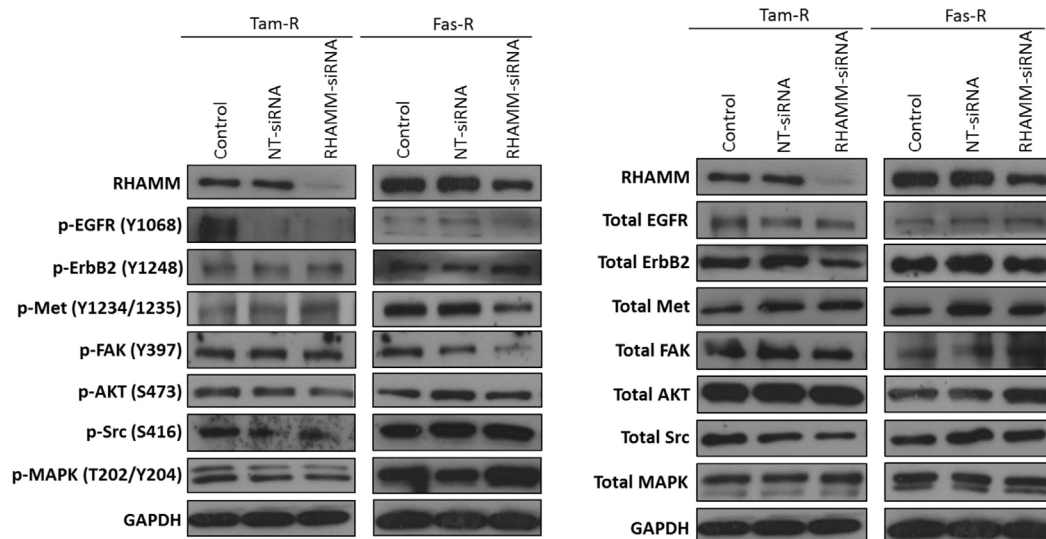 Tam-R
Fas-R
Control
NT-siRNA
RHAMM-siRNA
Control
NT-siRNA
RHAMM-siRNA
RHAMM
p-EGFR (Y1068)
p-ErbB2 (Y1248)
p-Met (Y1234/1235)
p-FAK (Y397)
p-AKT (S473)
p-Src (S416)
p-MAPK (T202/Y204)
GAPDH
Tam-R
Fas-R
Control
NT-siRNA
RHAMM-siRNA
Control
NT-siRNA
RHAMM-siRNA
RHAMM
Total EGFR
Total ErbB2
Total Met
Total FAK
Total AKT
Total Src
Total MAPK
GAPDH